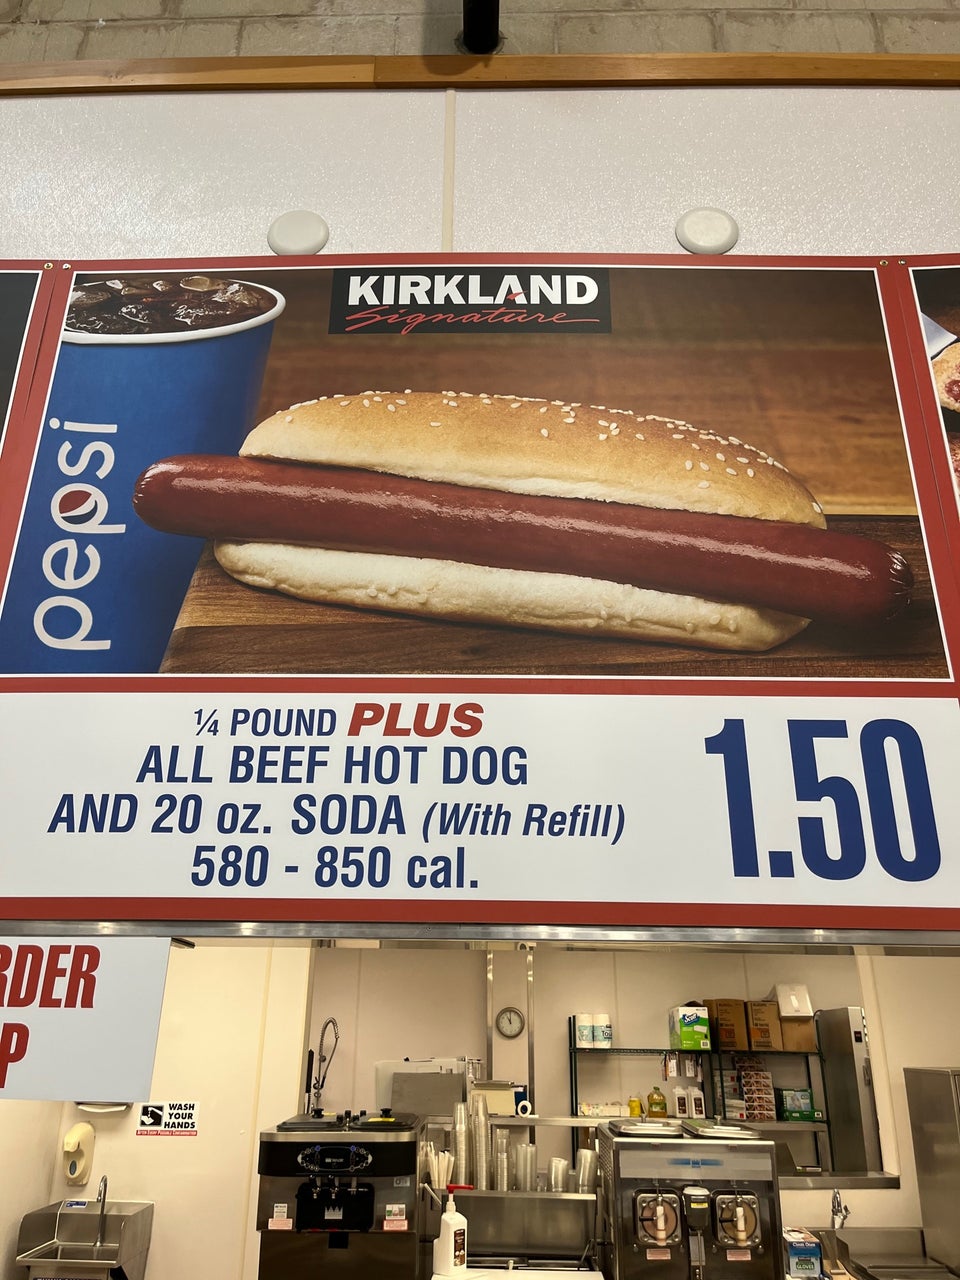 KIRKLAND
Signature
pepsi
¼ POUND PLUS
ALL BEEF HOT DOG
AND 20 oz. SODA (With Refill)
580 - 850 cal.
1.50
RDER
P
WASH
YOUR
HANDS
Scott